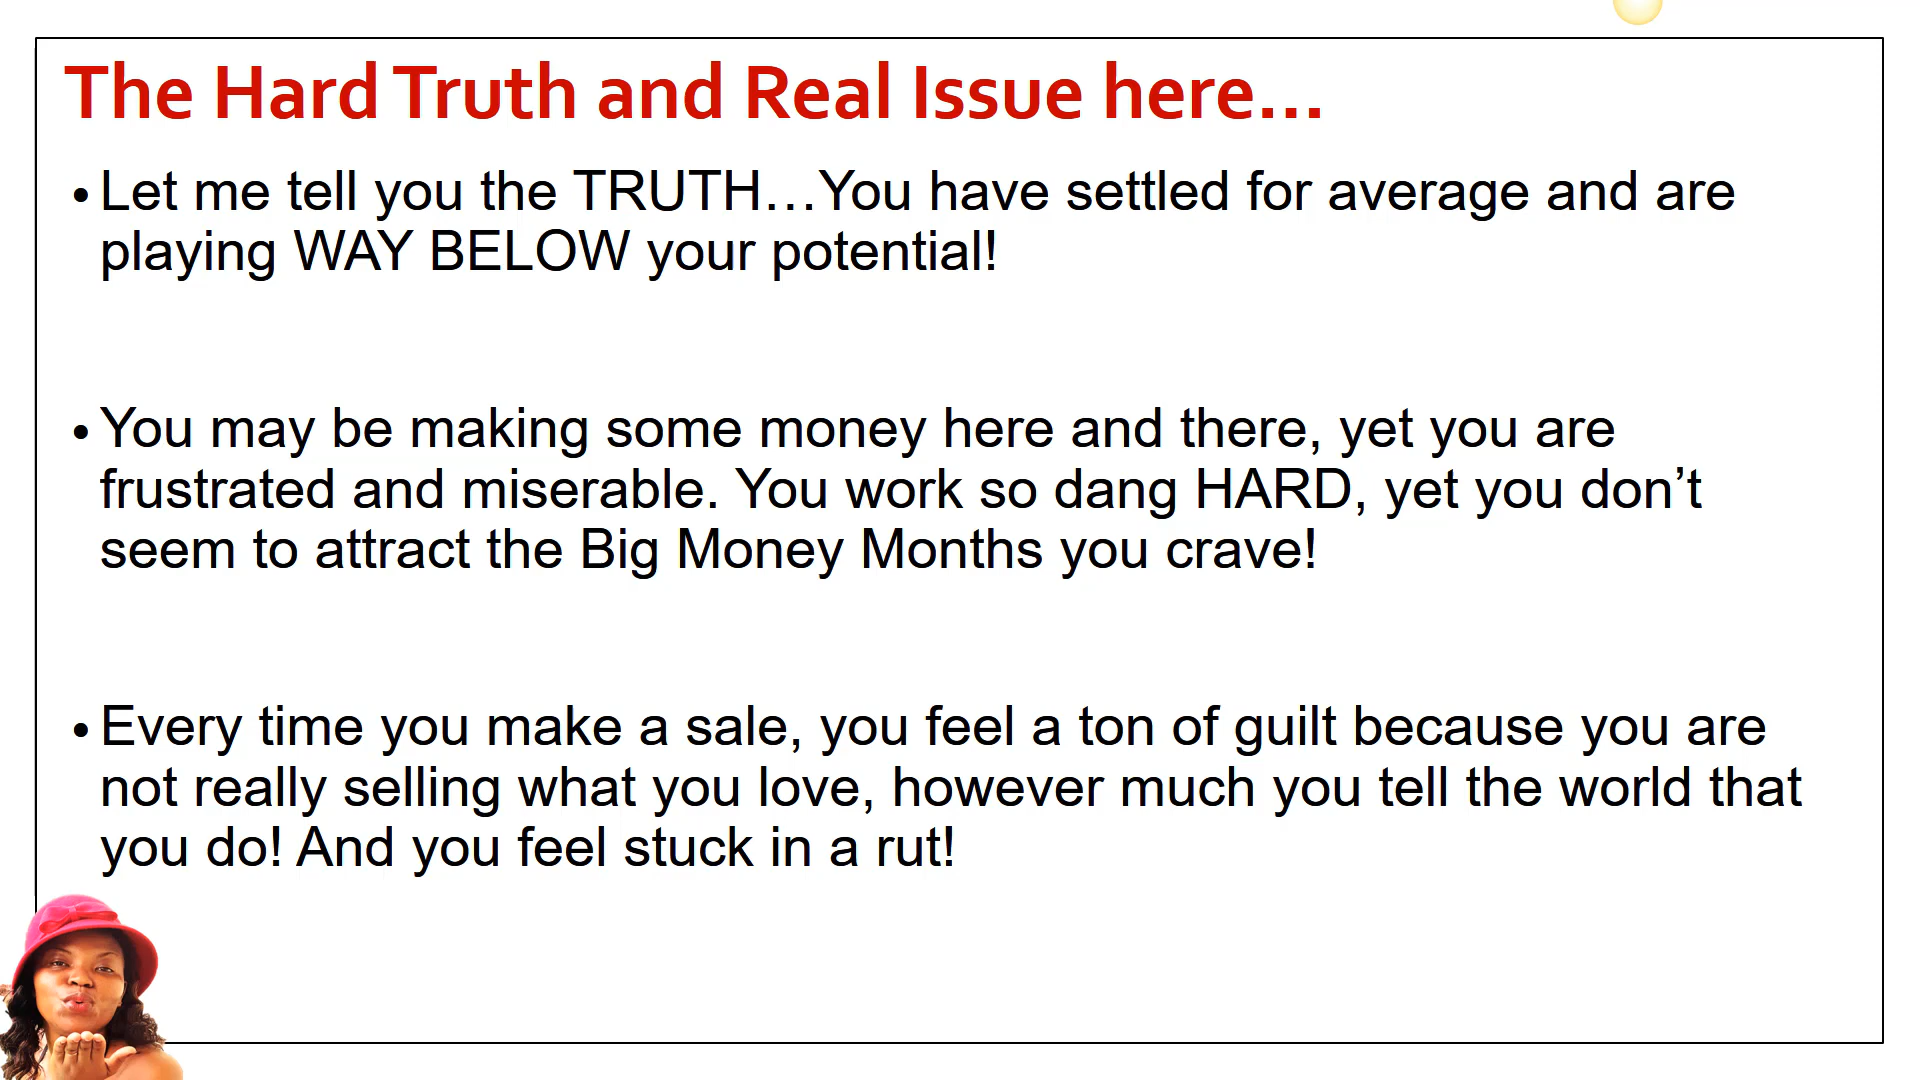 The Hard Truth and Real Issue here...
• Let me tell you the TRUTH…You have settled for average and are
playing WAY BELOW your potential!
• You may be making some money here and there, yet you are
frustrated and miserable. You work so dang HARD, yet you don’t
seem to attract the Big Money Months you crave!
• Every time you make a sale, you feel a ton of guilt because you are
not really selling what you love, however much you tell the world that
you do! And you feel stuck in a rut!